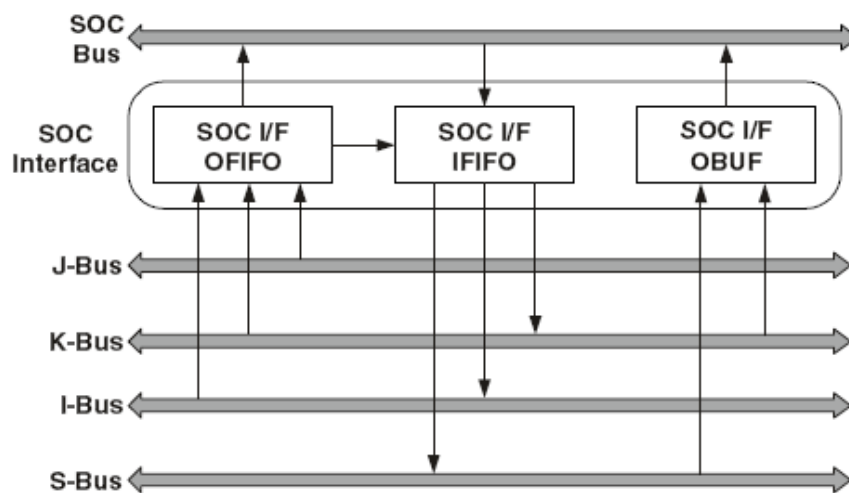 SOC
Bus
SOC
Interface
SOC I/F
OFIFO
SOC I/F
IFIFO
SOC I/F
OBUF
J-Bus
K-Bus
I-Bus
S-Bus